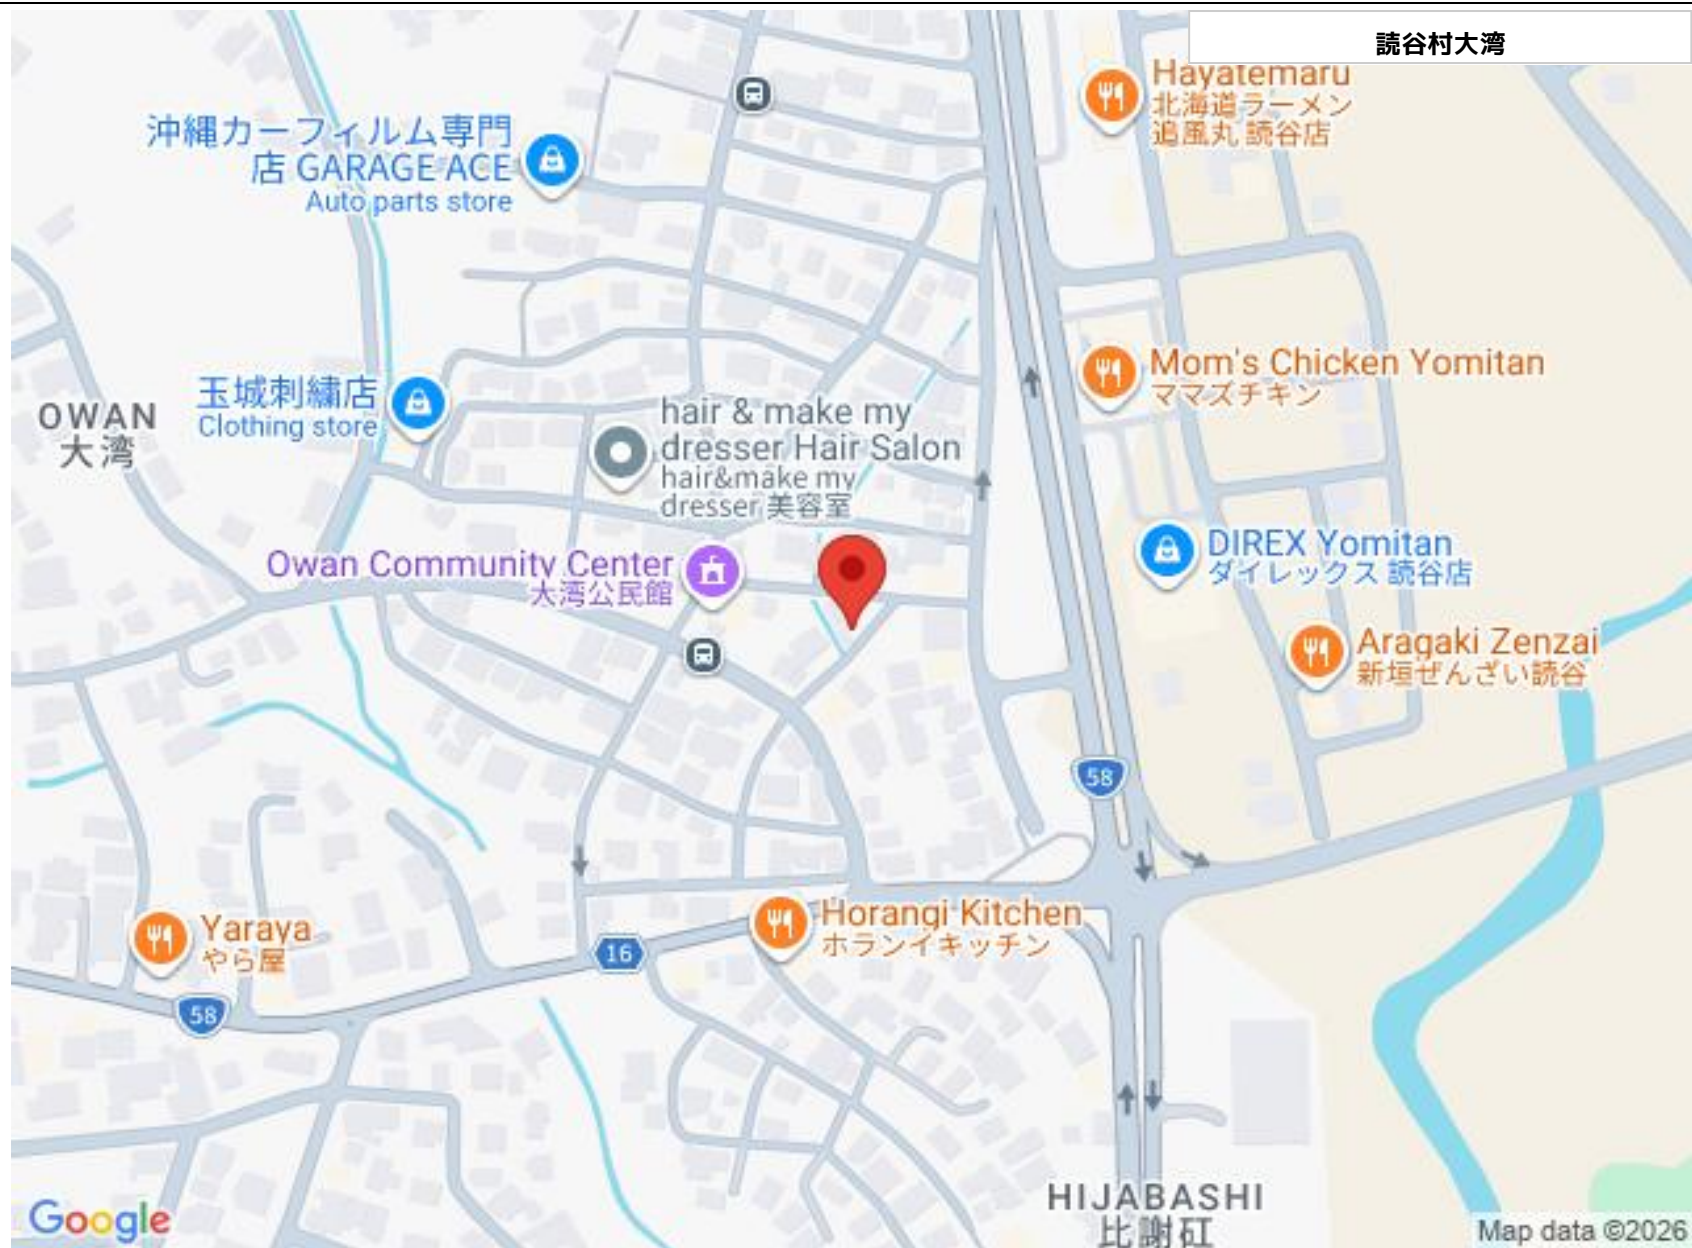 読谷村大湾
Hayatemaru
北海道ラーメン
追風丸 読谷店
沖縄カーフィルム専門
店 GARAGE ACE
Auto parts store
Mom's Chicken Yomitan
ママズチキン
玉城刺繍店
Clothing store
OWAN
大湾
hair & make my
dresser Hair Salon
hair&make my
dresser 美容室
DIREX Yomitan
ダイレックス 読谷店
Owan Community Center
大湾公民館
Aragaki Zenzai
新垣ぜんざい読谷
58
Horangi Kitchen
ホランイキッチン
Yaraya
やら屋
16
58
HIJABASHI
比謝矼
Google
Map data ©2026